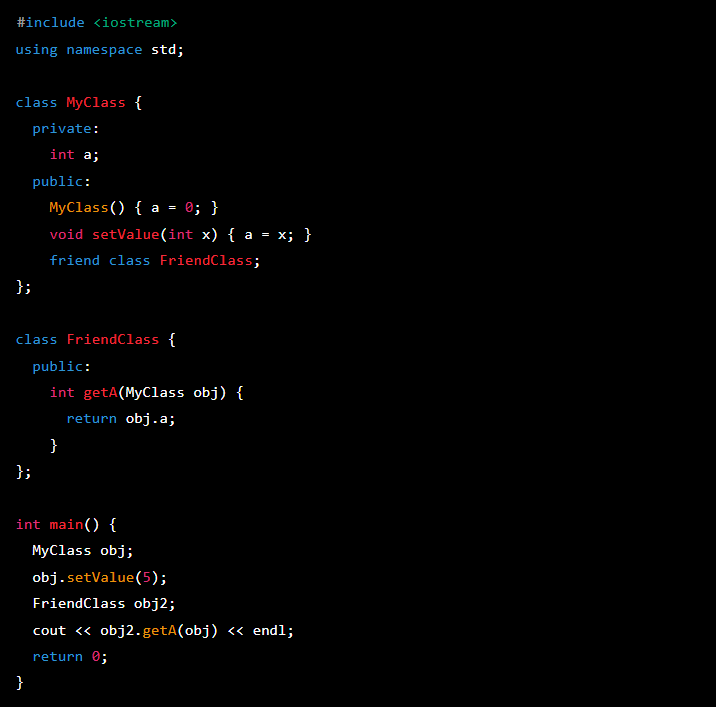 #include <iostream>
using namespace std;

class MyClass {
  private:
    int a;
  public:
    MyClass() { a = 0; }
    void setValue(int x) { a = x; }
    friend class FriendClass;
};

class FriendClass {
  public:
    int getA(MyClass obj) {
      return obj.a;
    }
};

int main() {
  MyClass obj;
  obj.setValue(5);
  FriendClass obj2;
  cout << obj2.getA(obj) << endl;
  return 0;
}